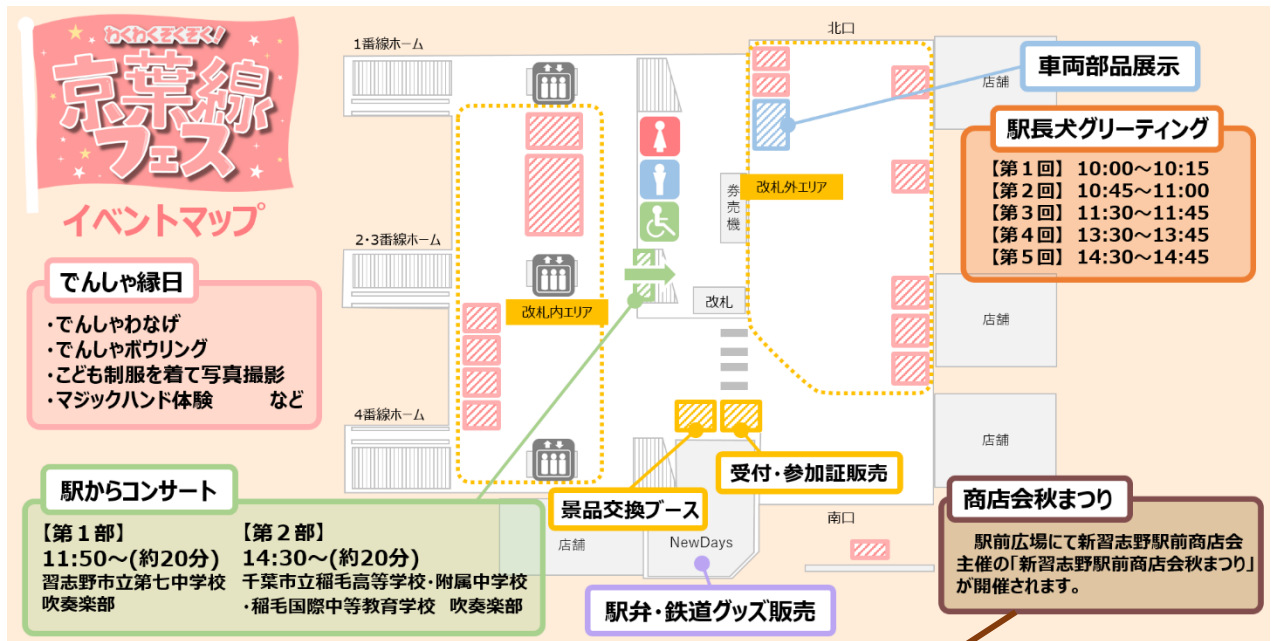 わくわくぞくぞく!
京葉線
フェス
イベントマップ
でんしゃ縁日
・でんしゃわなげ
・でんしゃボウリング
・こども制服を着て写真撮影
・マジックハンド体験 など
駅からコンサート
【第1部】
11:50~(約20分)
習志野市立第七中学校
吹奏楽部
【第2部】
14:30~(約20分)
千葉市立稲毛高等学校・附属中学校
・稲毛国際中等教育学校 吹奏楽部
1番線ホーム
2・3番線ホーム
4番線ホーム
改札内エリア
北口
券売機
改札外エリア
改札
店舗
車両部品展示
駅長犬グリーティング
【第1回】 10:00~10:15
【第2回】 10:45~11:00
【第3回】 11:30~11:45
【第4回】 13:30~13:45
【第5回】 14:30~14:45
店舗
店舗
受付・参加証販売
景品交換ブース
店舗
NewDays
南口
駅弁・鉄道グッズ販売
商店会秋まつり
駅前広場にて新習志野駅前商店会
主催の「新習志野駅前商店会秋まつり」
が開催されます。